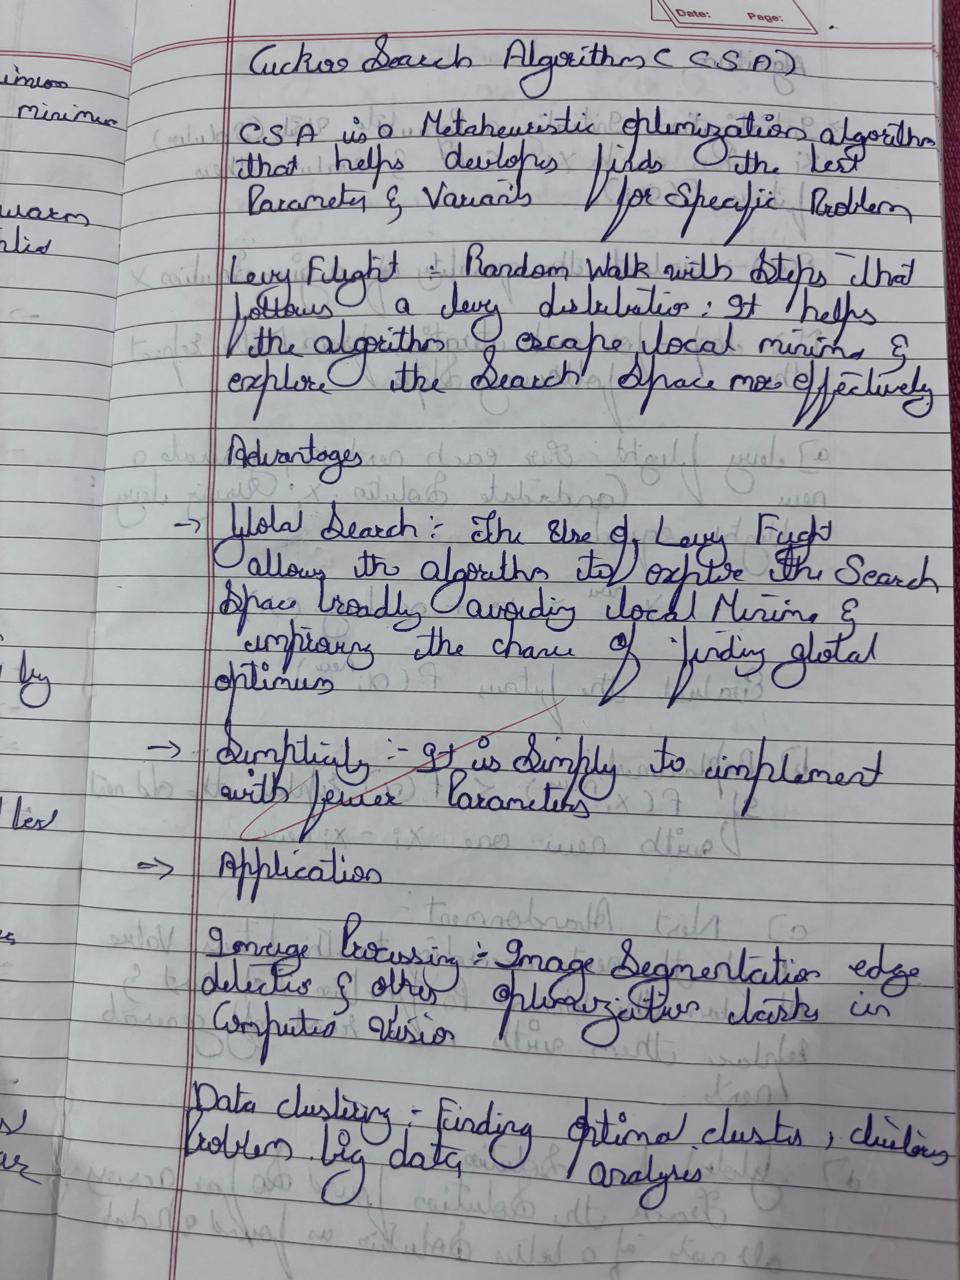 Date: Page:
Cuckoo Search Algorithm (CSA)
CSA is a Metaheuristic optimization algorithm
that helps develops finds the best
Parameter & Variants for Specific Problem
Levy Flight :- Random Walk with steps that
follows a levy distribution. It helps
the algorithm escape local minima &
explore the Search Space more effectively
Advantages
→ Global Search :- The Use of Levy Fught
allows the algorithm to explore the Search
Space broadly avoiding local Minima &
improving the chance of finding global
optimum
→ Simplicity :- It is Simply to implement
with fewer Parameters
⇒ Application
Image Processing :- Image Segmentation edge
detection & other optimization tasks in
Computer Vision
Data clustering :- Finding optimal clusters,
Problem big data analysis